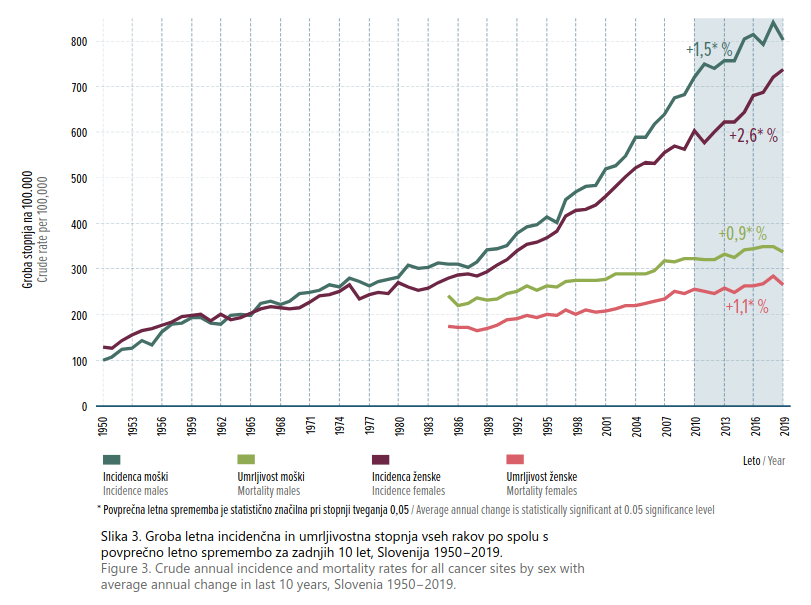 800
700
600
500
400
300
200
100
0
Groba stopnja na 100.000
Crude rate per 100,000
+1,5* %
+2,6* %
+0,9* %
+1,1* %
1950
1953
1956
1959
1962
1965
1968
1971
1974
1977
1980
1983
1986
1989
1992
1995
1998
2001
2004
2007
2010
2013
2016
2019
Leto / Year
Incidenca moški
Incidence males
Umrljivost moški
Mortality males
Incidenca ženske
Incidence females
Umrljivost ženske
Mortality females
* Povprečna letna sprememba je statistično značilna pri stopnji tveganja 0,05 / Average annual change is statistically significant at 0.05 significance level
Slika 3. Groba letna incidenčna in umrljivostna stopnja vseh rakov po spolu s
povprečno letno spremembo za zadnjih 10 let, Slovenija 1950–2019.
Figure 3. Crude annual incidence and mortality rates for all cancer sites by sex with
average annual change in last 10 years, Slovenia 1950–2019.